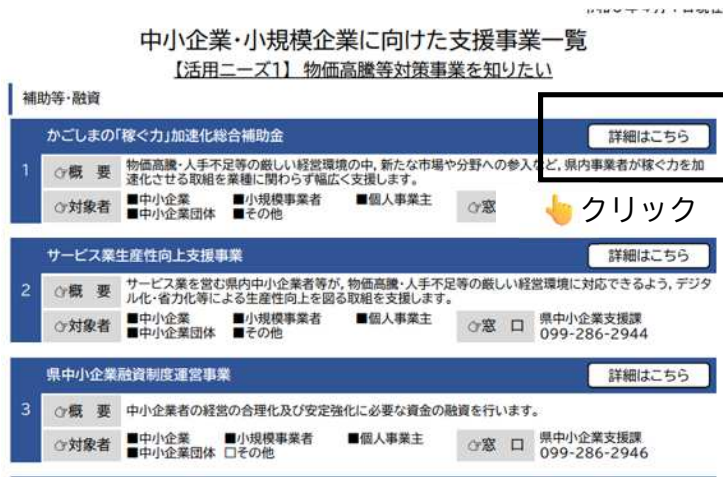 中小企業・小規模企業に向けた支援事業一覧
【活用ニーズ1】 物価高騰等対策事業を知りたい
補助等・融資
かごしまの「稼ぐ力」加速化総合補助金
詳細はこちら
1
☞概 要
物価高騰・人手不足等の厳しい経営環境の中，新たな市場や分野への参入など，県内事業者が稼ぐ力を加
速化させる取組を業種に関わらず幅広く支援します。
☞対象者
■中小企業 ■小規模事業者 ■個人事業主
■中小企業団体 ■その他
☞窓
👆クリック
サービス業生産性向上支援事業
詳細はこちら
2
☞概 要
サービス業を営む県内中小企業者等が，物価高騰・人手不足等の厳しい経営環境に対応できるよう，デジタ
ル化・省力化等による生産性向上を図る取組を支援します。
☞対象者
■中小企業 ■小規模事業者 ■個人事業主
■中小企業団体 ■その他
☞窓 口
県中小企業支援課
099-286-2944
県中小企業融資制度運営事業
詳細はこちら
3
☞概 要
中小企業者の経営の合理化及び安定強化に必要な資金の融資を行います。
☞対象者
■中小企業 ■小規模事業者 ■個人事業主
■中小企業団体 □その他
☞窓 口
県中小企業支援課
099-286-2946